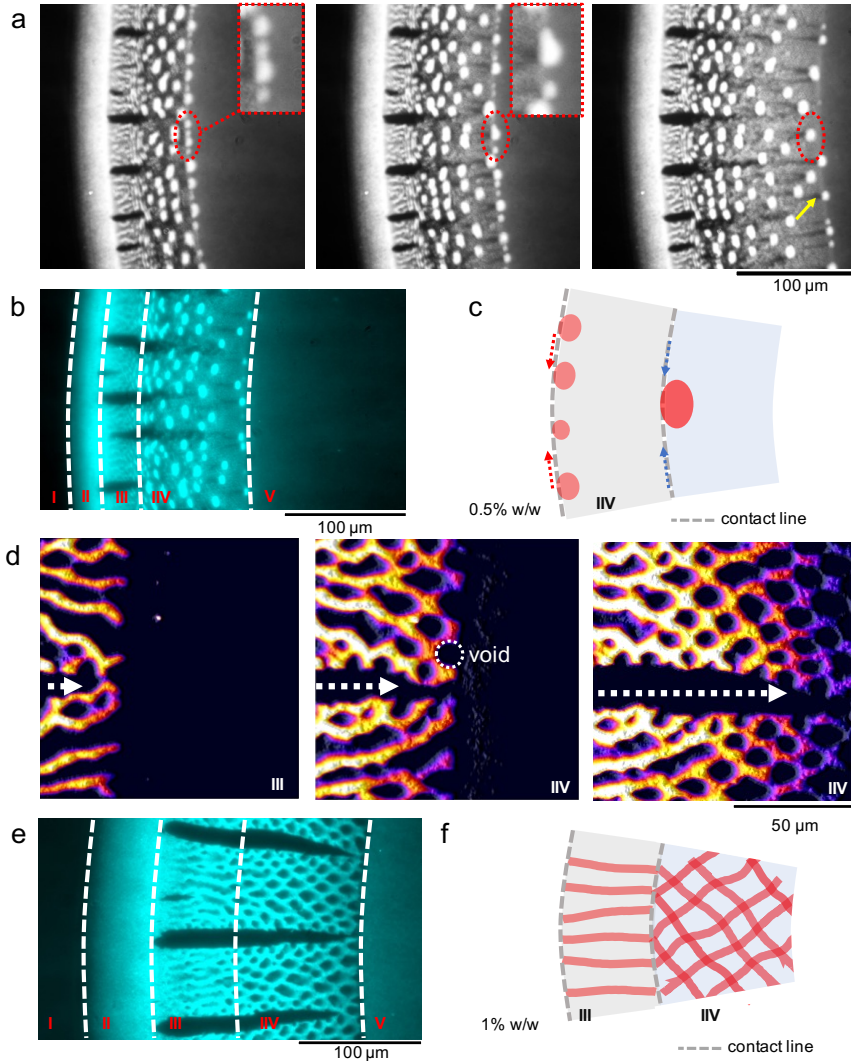 a
100 µm
b
I II III IIV V
100 µm
c
0.5% w/w
IIV
contact line
d
III
void
IIV
IIV
50 µm
e
I II III IIV V
100 µm
f
1% w/w
III IIV
contact line